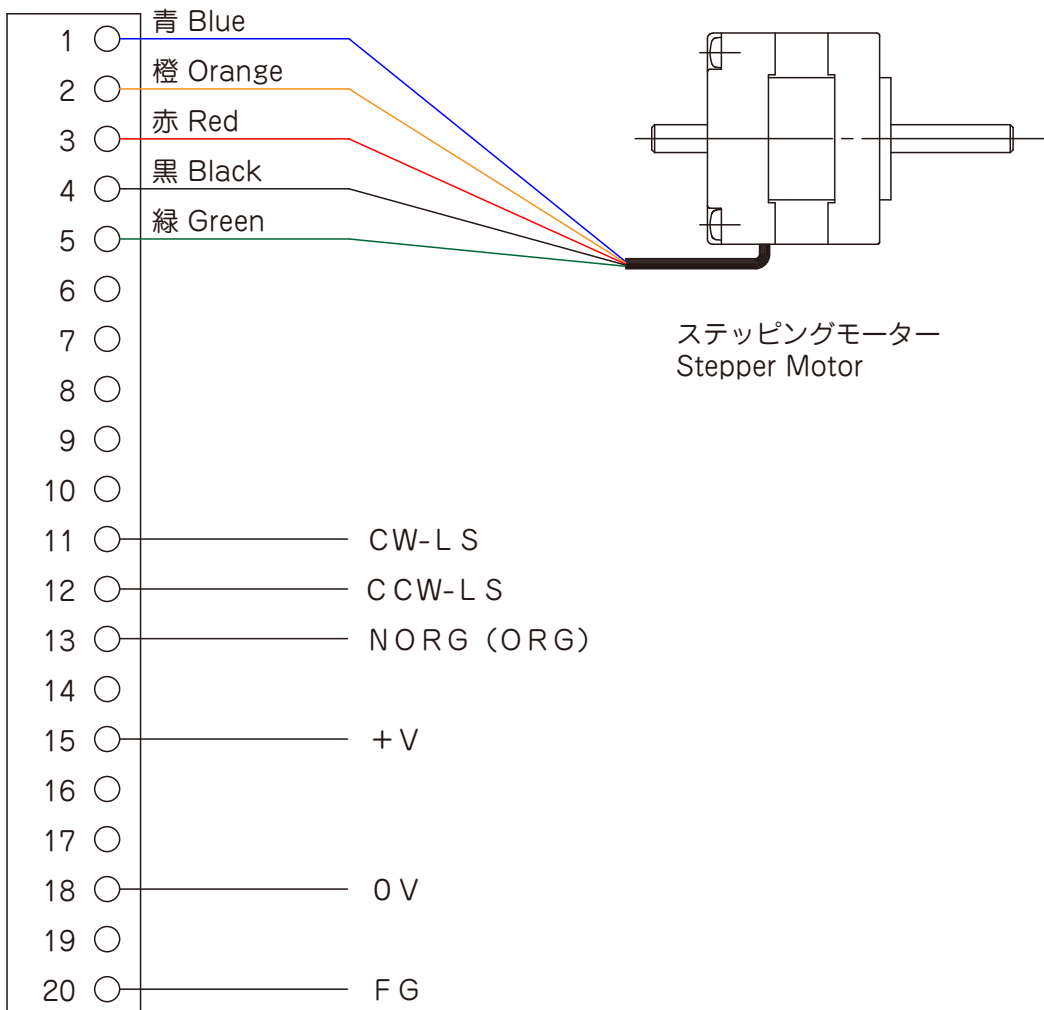 1 青 Blue
2 橙 Orange
3 赤 Red
4 黒 Black
5 緑 Green
6
7
8
9
10
11 CW-LS
12 CCW-LS
13 NORG (ORG)
14
15 +V
16
17
18 0V
19
20 FG
ステッピングモーター
Stepper Motor